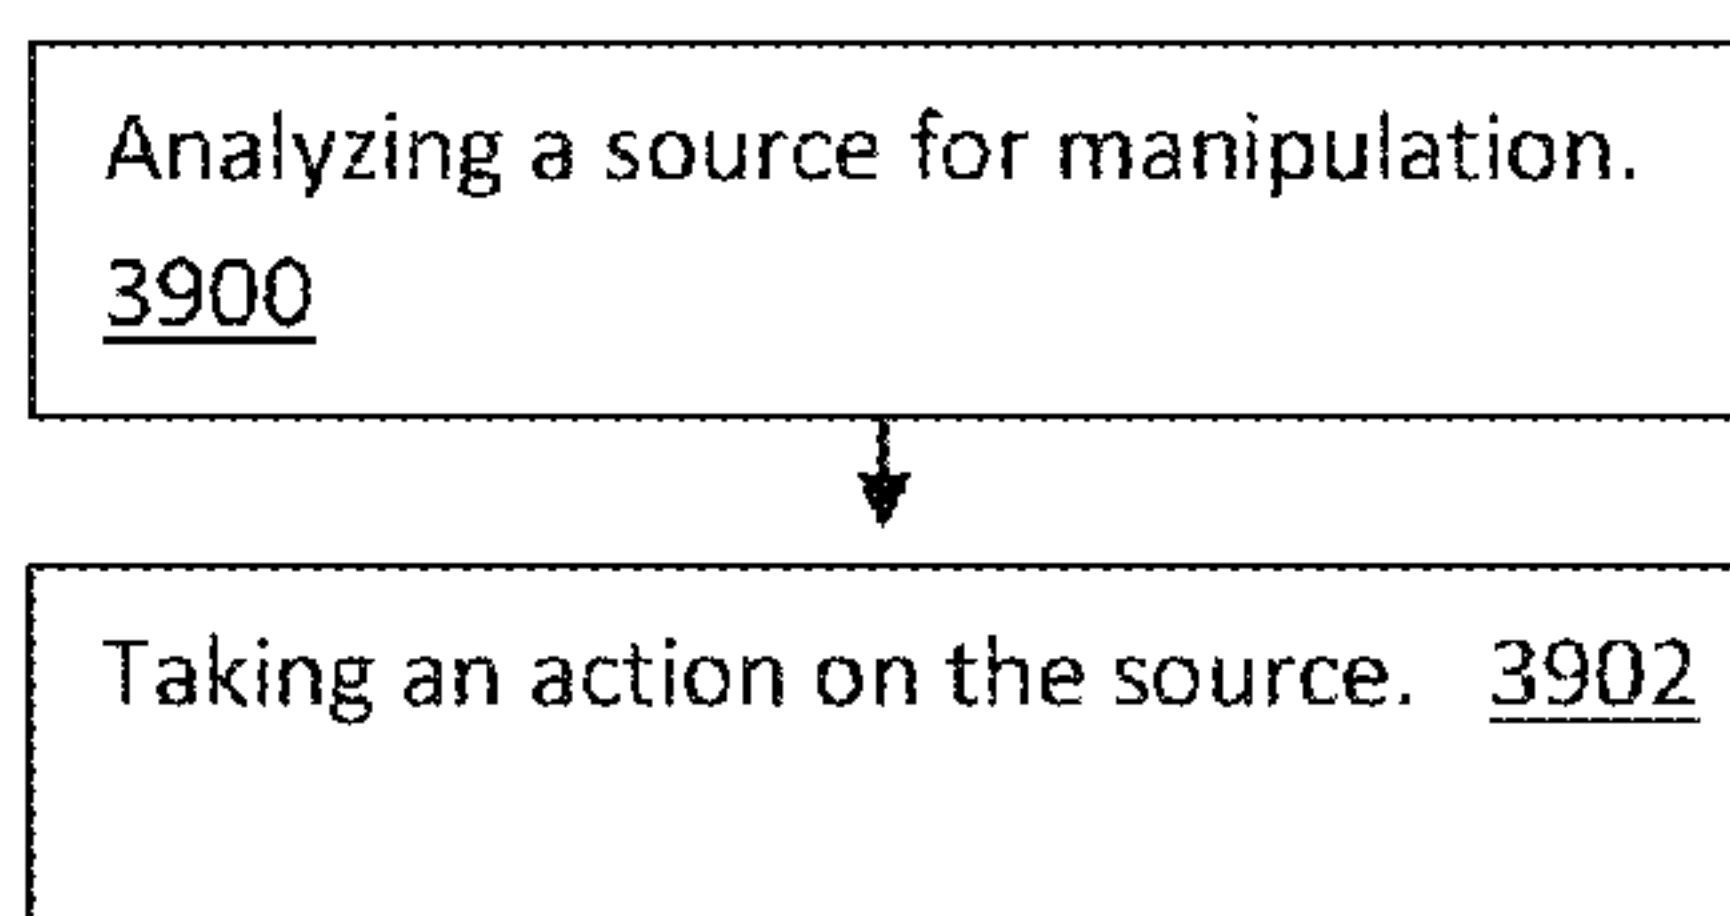 Analyzing a source for manipulation.
3900
Taking an action on the source. 3902